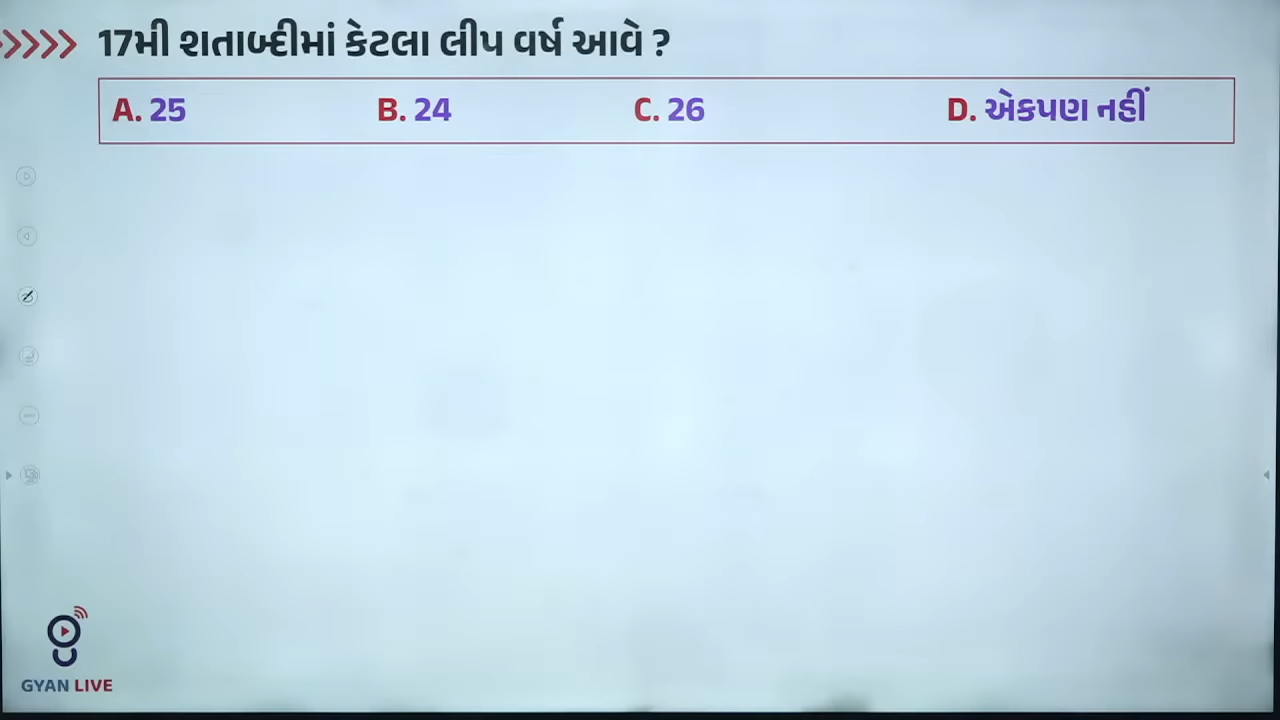 17મી શતાબ્દીમાં કેટલા લીપ વર્ષ આવે ?
A. 25 B. 24 C. 26 D. એકપણ નહીં
GYAN LIVE